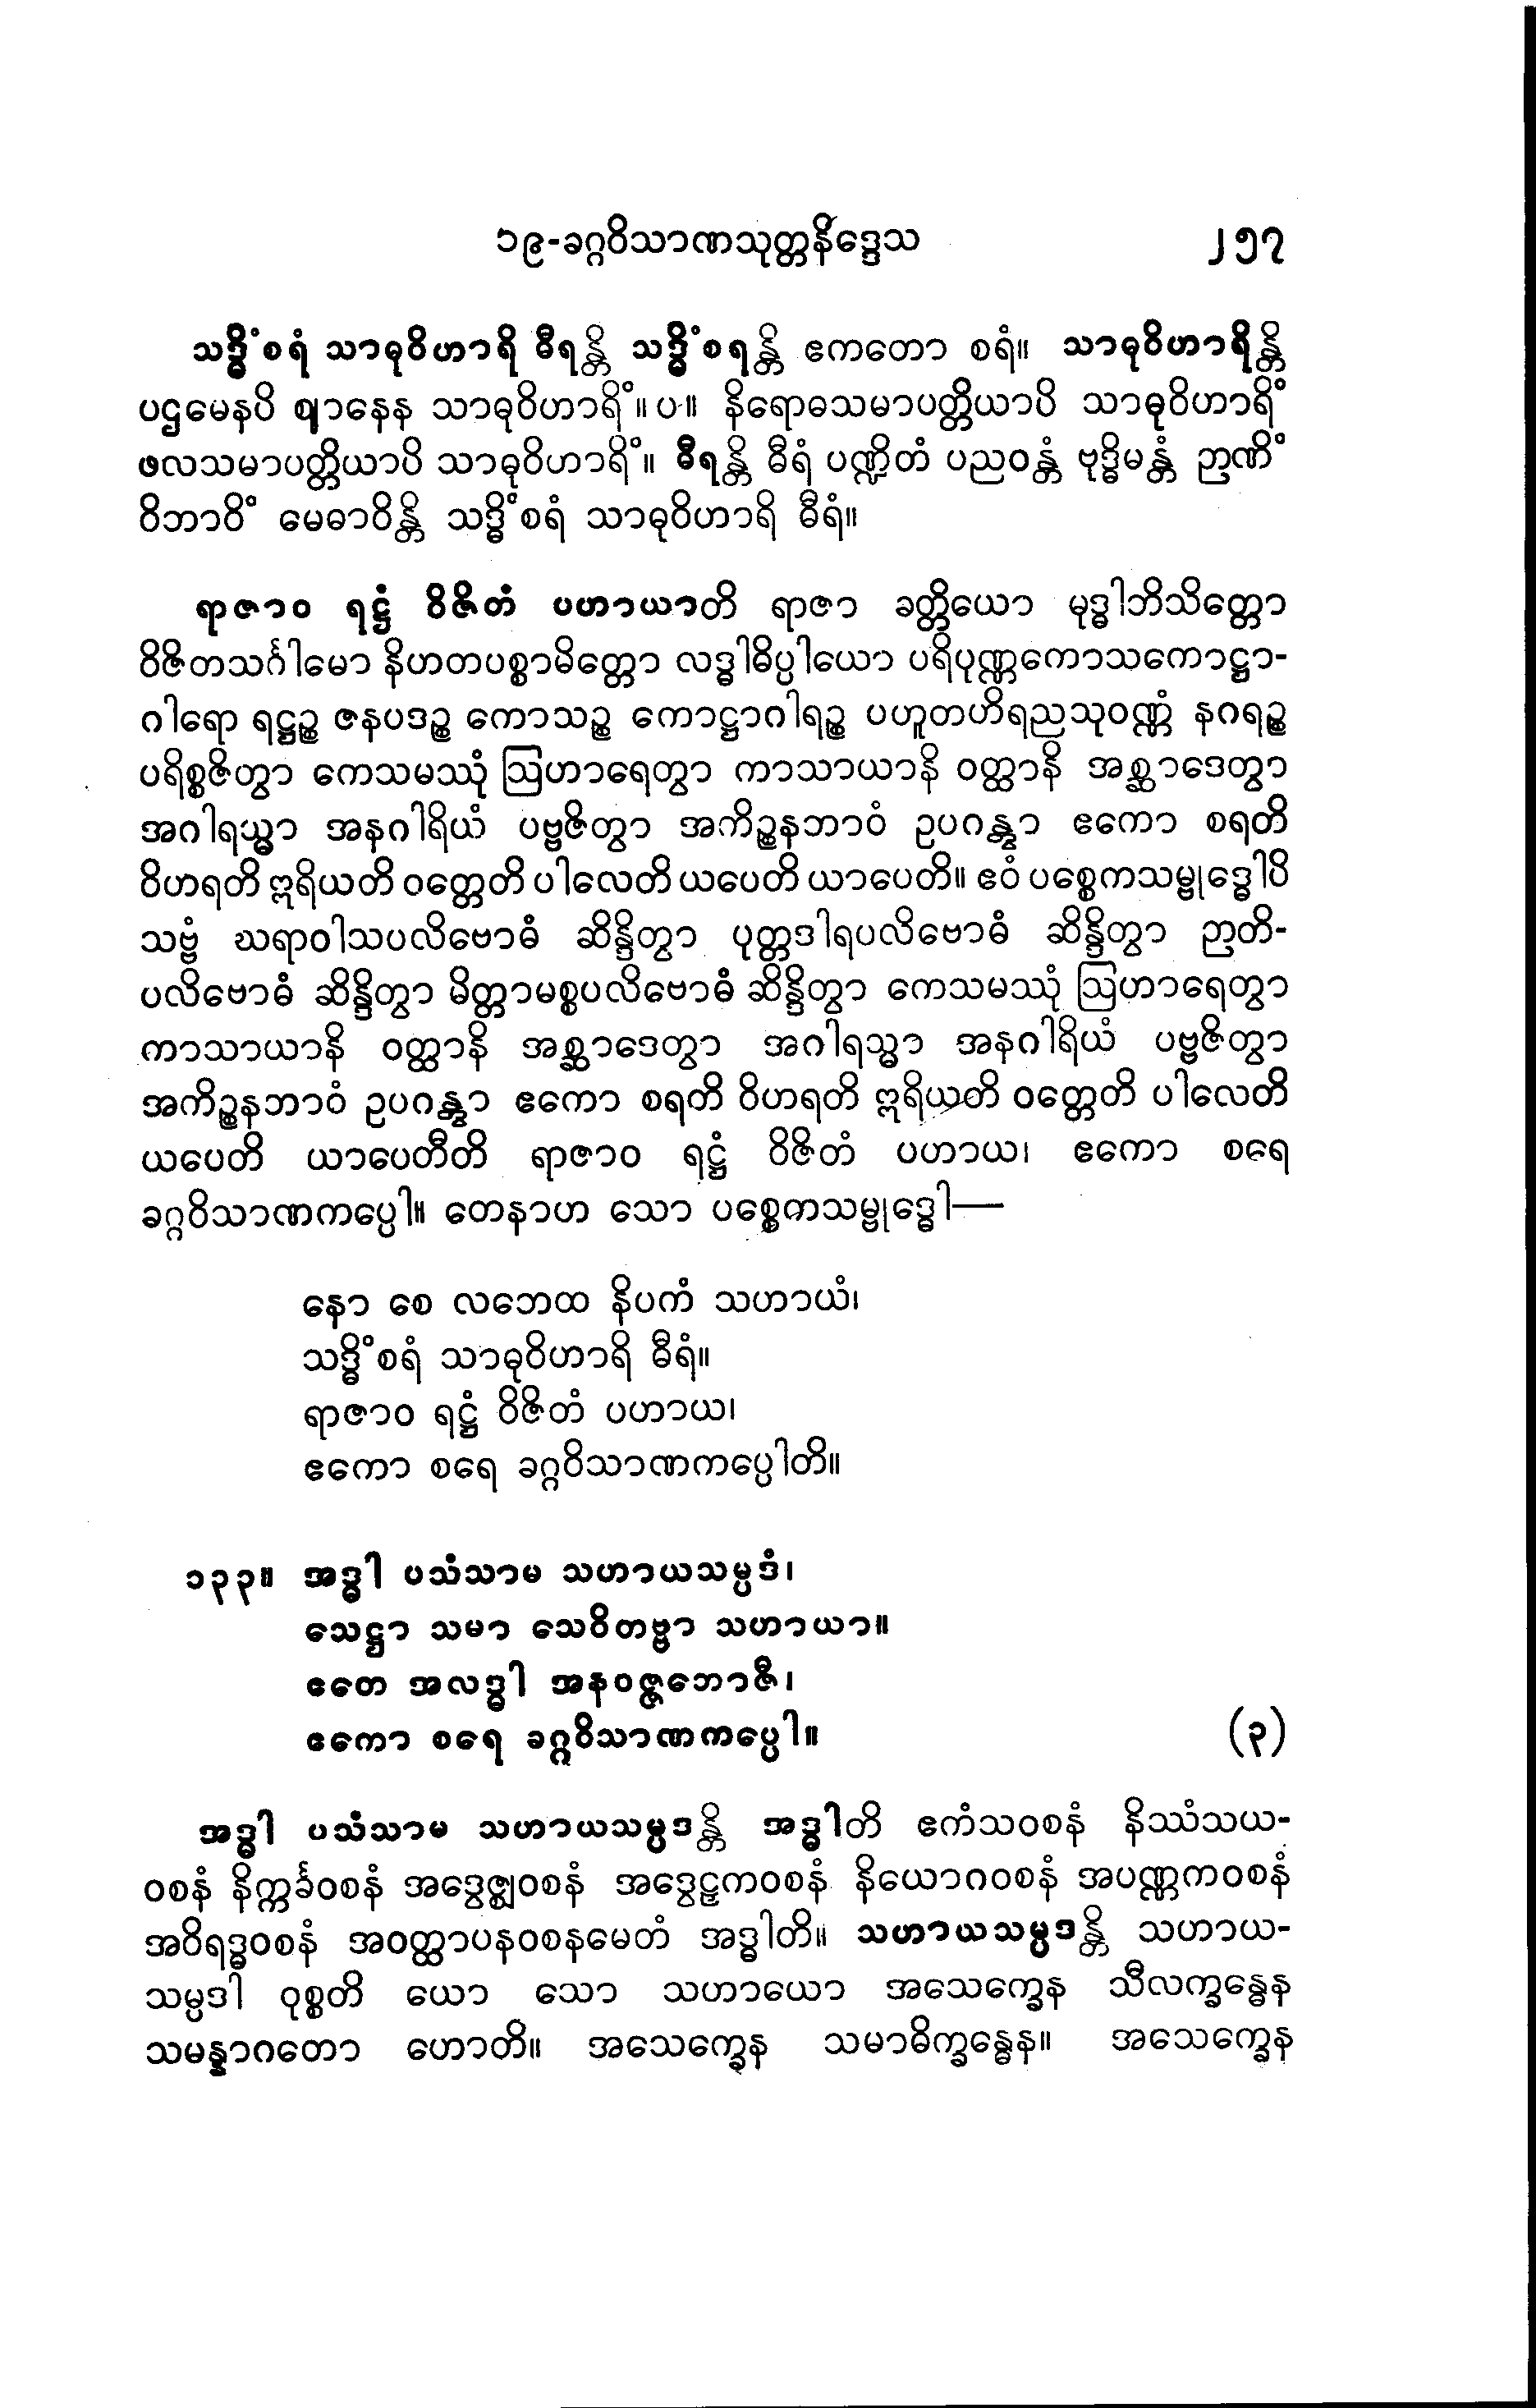 ၁၉-ခဂ္ဂဝိသာဏသုတ္တနိဒ္ဒေသ ၂၅၇
သဒ္ဓိံစရံ သာဓုဝိဟာရိ ဓီရန္တိ သဒ္ဓိံစရန္တိ ဧကတော စရံ။ သာဓုဝိဟာရိန္တိ
ပဌမေနပိ ဈာနေန သာဓုဝိဟာရိံ။ ပ။ နိရောဓသမာပတ္တိယာပိ သာဓုဝိဟာရိံ
ဖလသမာပတ္တိယာပိ သာဓုဝိဟာရိံ။ ဓီရန္တိ ဓီရံ ပဏ္ဍိတံ ပညဝန္တံ ဗုဒ္ဓိမန္တံ ဉာဏိံ
ဝိဘာဝိံ မေဓာဝိန္တိ သဒ္ဓိံစရံ သာဓုဝိဟာရိ ဓီရံ။
ရာဇာဝ ရဋ္ဌံ ဝိဇိတံ ပဟာယာတိ ရာဇာ ခတ္တိယော မုဒ္ဓါဘိသိတ္တော
ဝိဇိတသင်္ဂါမော နိဟတပစ္စာမိတ္တော လဒ္ဓါဓိပ္ပါယော ပရိပုဏ္ဏကောသကောဋ္ဌာ-
ဂါရော ရဋ္ဌဉ္စ ဇနပဒဉ္စ ကောသဉ္စ ကောဋ္ဌာဂါရဉ္စ ပဟူတဟိရညသုဝဏ္ဏံ နဂရဉ္စ
ပရိစ္စဇိတွာ ကေသမဿုံ ဩဟာရေတွာ ကာသာယာနိ ဝတ္ထာနိ အစ္ဆာဒေတွာ
အဂါရသ္မာ အနဂါရိယံ ပဗ္ဗဇိတွာ အကိဉ္စနဘာဝံ ဥပဂန္တွာ ဧကော စရတိ
ဝိဟရတိ ဣရိယတိ ဝတ္တေတိ ပါလေတိ ယပေတိ ယာပေတိ။ ဧဝံ ပစ္စေကသမ္ဗုဒ္ဓေါပိ
သဗ္ဗံ ဃရာဝါသပလိဗောဓံ ဆိန္ဒိတွာ ပုတ္တဒါရပလိဗောဓံ ဆိန္ဒိတွာ ဉာတိ-
ပလိဗောဓံ ဆိန္ဒိတွာ မိတ္တာမစ္စပလိဗောဓံ ဆိန္ဒိတွာ ကေသမဿုံ ဩဟာရေတွာ
ကာသာယာနိ ဝတ္ထာနိ အစ္ဆာဒေတွာ အဂါရသ္မာ အနဂါရိယံ ပဗ္ဗဇိတွာ
အကိဉ္စနဘာဝံ ဥပဂန္တွာ ဧကော စရတိ ဝိဟရတိ ဣရိယတိ ဝတ္တေတိ ပါလေတိ
ယပေတိ ယာပေတီတိ ရာဇာဝ ရဋ္ဌံ ဝိဇိတံ ပဟာယ၊ ဧကော စရေ
ခဂ္ဂဝိသာဏကပ္ပေါ။ တေနာဟ သော ပစ္စေကသမ္ဗုဒ္ဓေါ—
နော စေ လဘေထ နိပကံ သဟာယံ၊
သဒ္ဓိံစရံ သာဓုဝိဟာရိ ဓီရံ။
ရာဇာဝ ရဋ္ဌံ ဝိဇိတံ ပဟာယ၊
ဧကော စရေ ခဂ္ဂဝိသာဏကပ္ပေါတိ။
၁၃၃။ အဒ္ဓါ ပသံသာမ သဟာယသမ္ပဒံ၊
သေဋ္ဌာ သမာ သေဝိတဗ္ဗာ သဟာယာ။
ဧတေ အလဒ္ဓါ အနဝဇ္ဇဘောဇီ၊
ဧကော စရေ ခဂ္ဂဝိသာဏကပ္ပေါ။ (၃)
အဒ္ဓါ ပသံသာမ သဟာယသမ္ပဒန္တိ အဒ္ဓါတိ ဧကံသဝစနံ နိဿံသယ-
ဝစနံ နိက္ကင်္ခဝစနံ အဒွေဇ္ဈဝစနံ အဒွေဠှကဝစနံ နိယောဂဝစနံ အပဏ္ဏကဝစနံ
အဝိရဒ္ဓဝစနံ အဝတ္ထာပနဝစနမေတံ အဒ္ဓါတိ။ သဟာယသမ္ပဒန္တိ သဟာယ-
သမ္ပဒါ ဝုစ္စတိ ယော သော သဟာယော အသေက္ခေန သီလက္ခန္ဓေန
သမန္နာဂတော ဟောတိ။ အသေက္ခေန သမာဓိက္ခန္ဓေန။ အသေက္ခေန